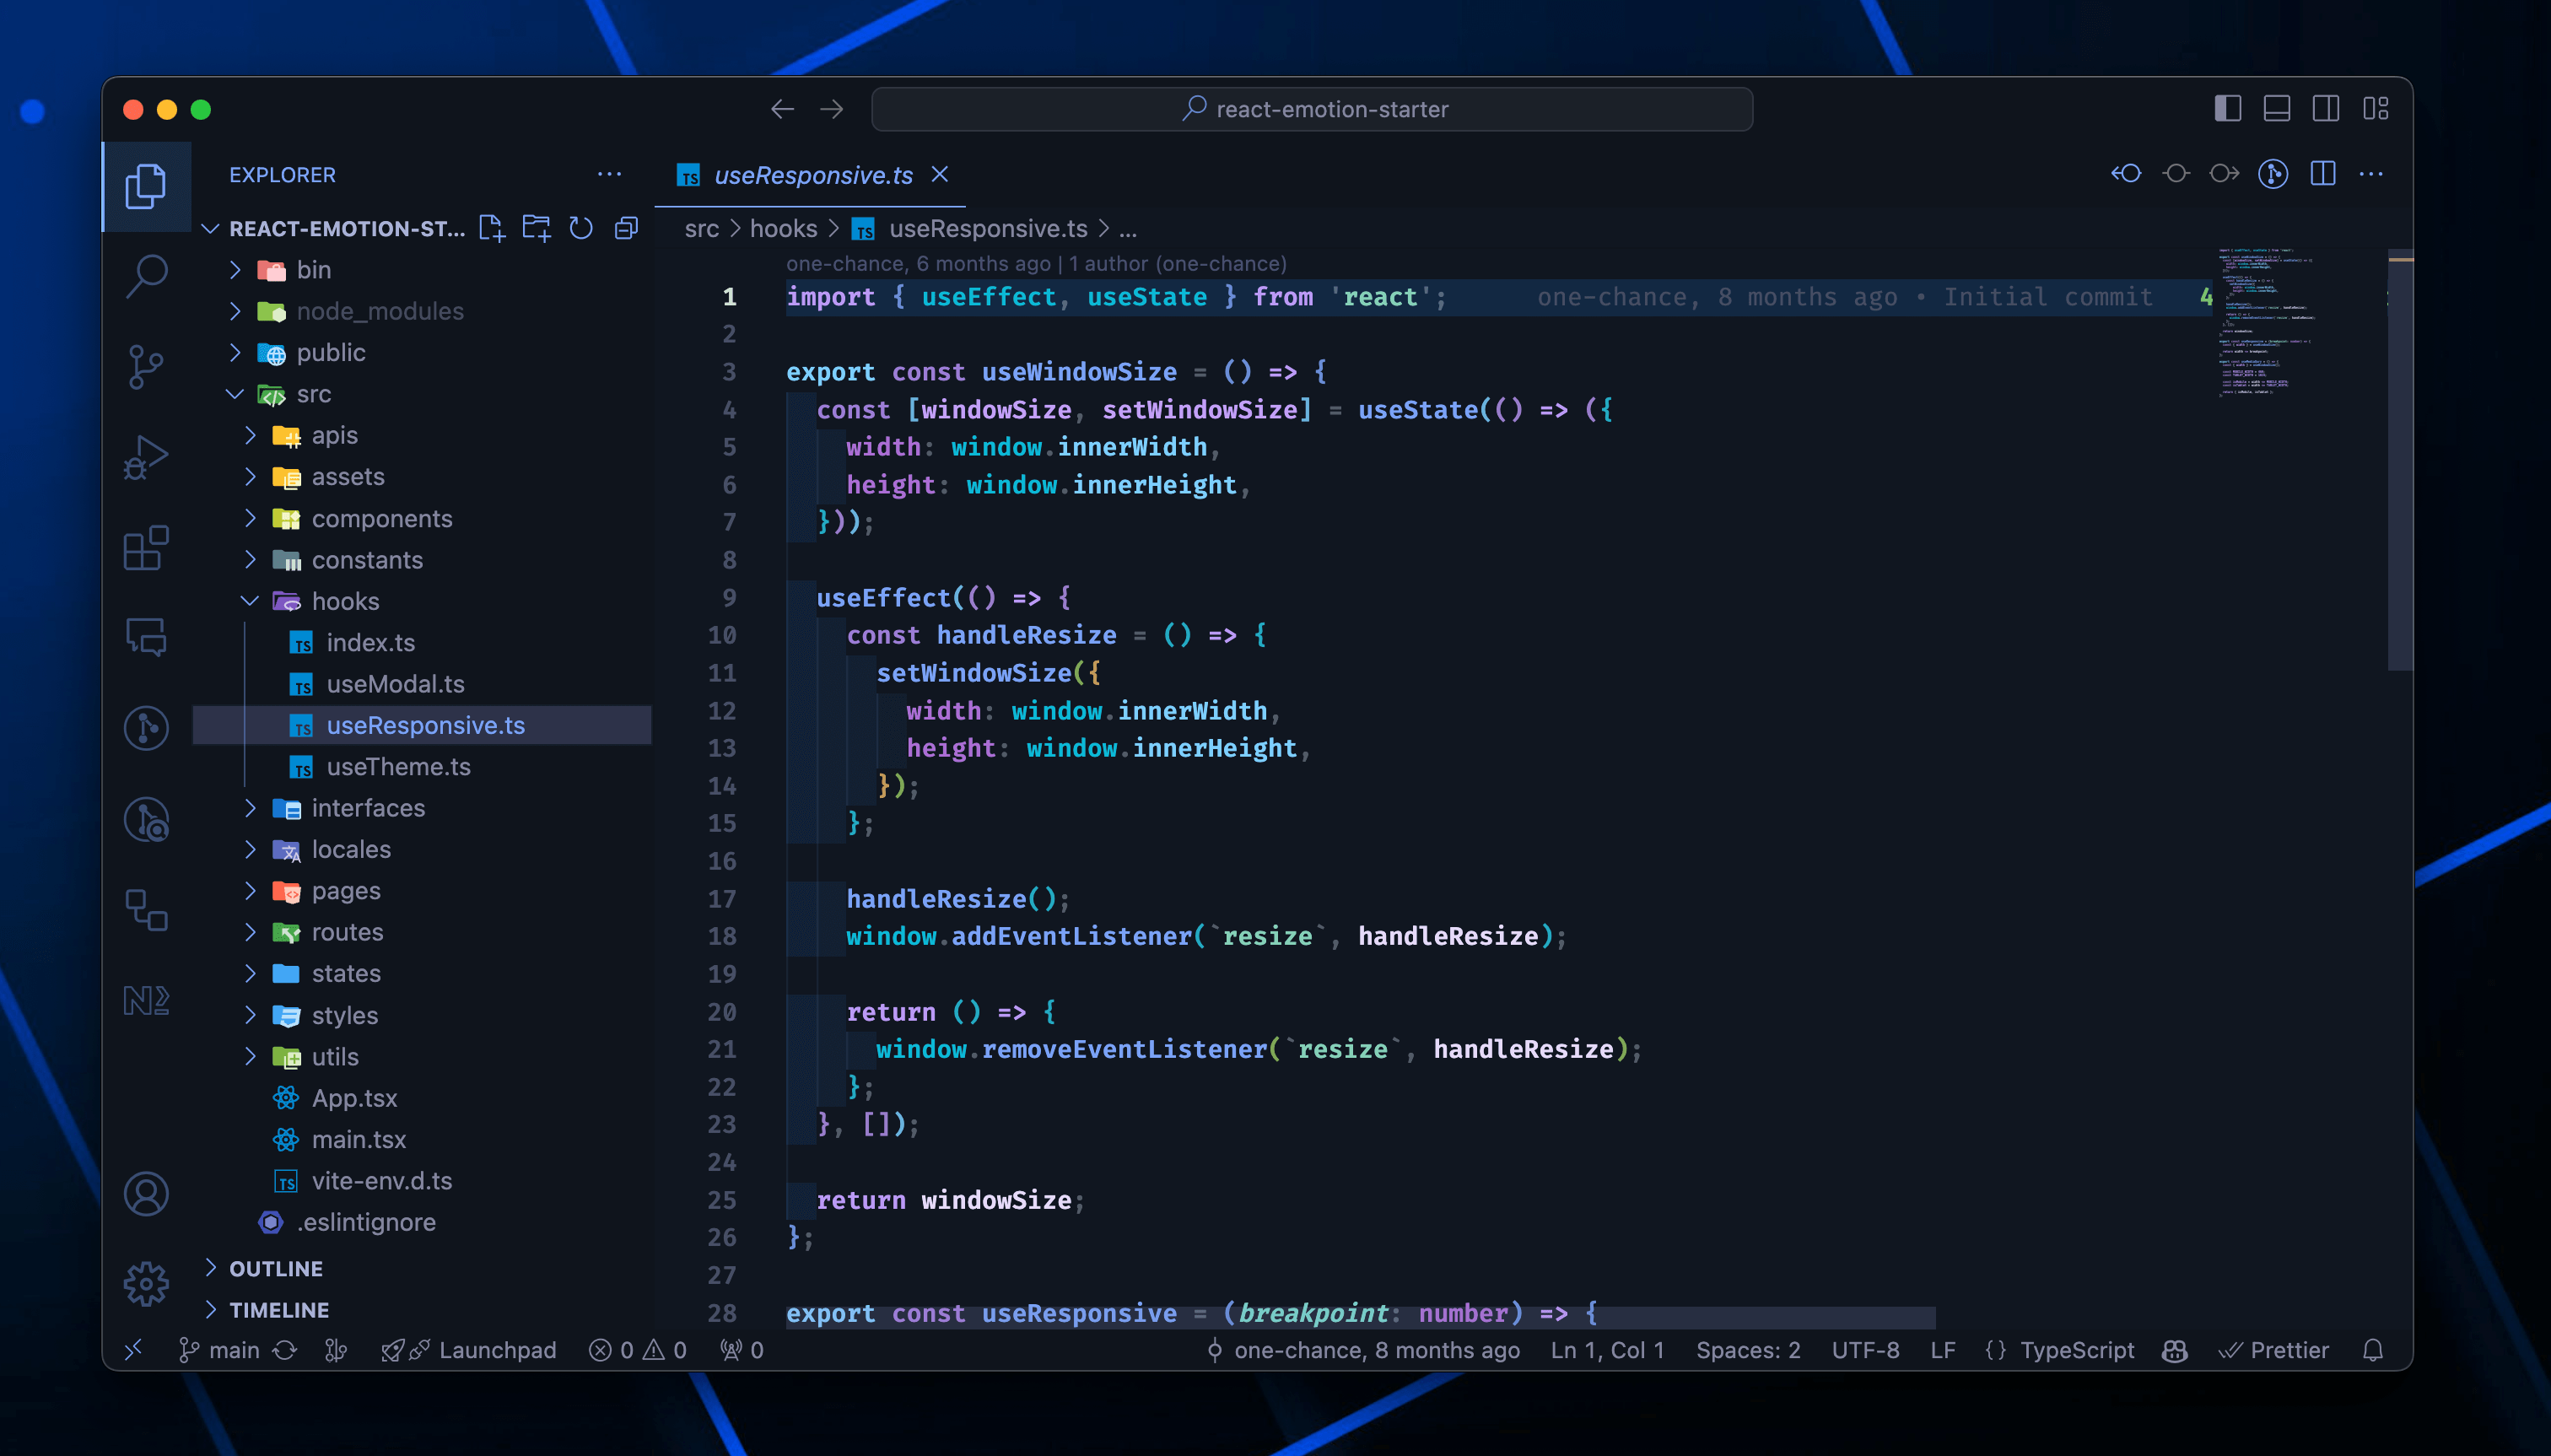 react-emotion-starter
EXPLORER
REACT-EMOTION-ST...
bin
node_modules
public
src
apis
assets
components
constants
hooks
index.ts
useModal.ts
useResponsive.ts
useTheme.ts
interfaces
locales
pages
routes
states
styles
utils
App.tsx
main.tsx
vite-env.d.ts
.eslintignore
OUTLINE
TIMELINE
TS useResponsive.ts
src > hooks > TS useResponsive.ts > ...
one-chance, 6 months ago | 1 author (one-chance)
1 import { useEffect, useState } from 'react'; one-chance, 8 months ago • Initial commit 4
2
3 export const useWindowSize = () => {
4 const [windowSize, setWindowSize] = useState(() => ({
5 width: window.innerWidth,
6 height: window.innerHeight,
7 }));
8
9 useEffect(() => {
10 const handleResize = () => {
11 setWindowSize({
12 width: window.innerWidth,
13 height: window.innerHeight,
14 });
15 };
16
17 handleResize();
18 window.addEventListener(`resize`, handleResize);
19
20 return () => {
21 window.removeEventListener(`resize`, handleResize);
22 };
23 }, []);
24
25 return windowSize;
26 };
27
28 export const useResponsive = (breakpoint: number) => {
main Launchpad 0 0 0 one-chance, 8 months ago Ln 1, Col 1 Spaces: 2 UTF-8 LF {} TypeScript Prettier